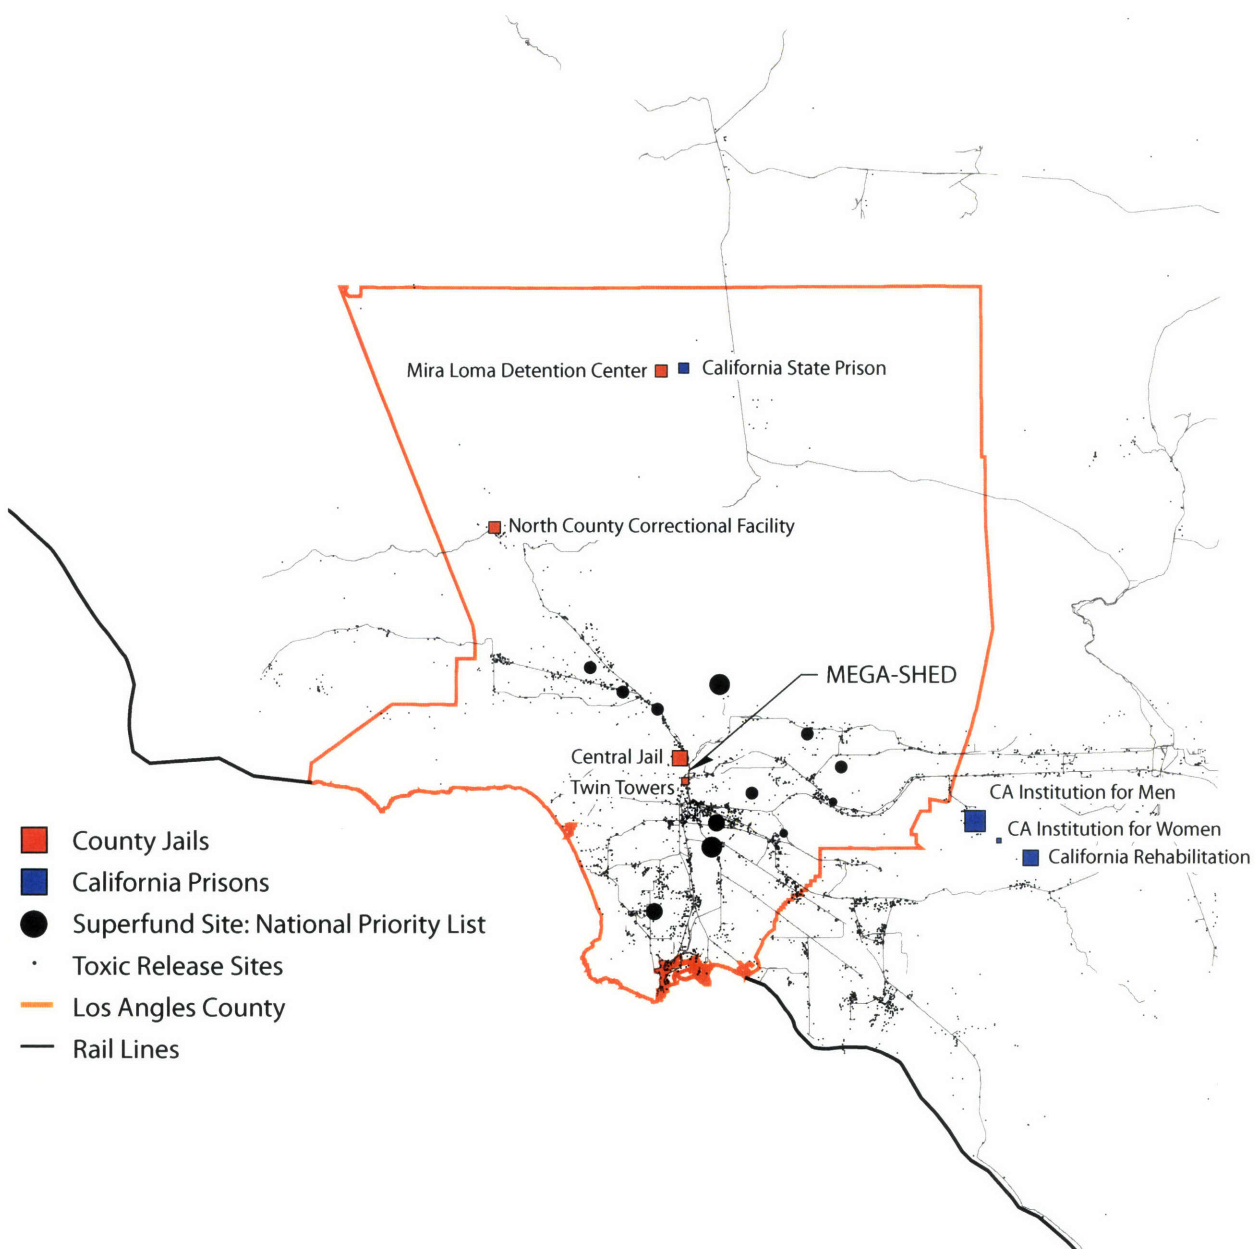 Mira Loma Detention Center
California State Prison
North County Correctional Facility
MEGA-SHED
Central Jail
Twin Towers
CA Institution for Men
CA Institution for Women
California Rehabilitation
County Jails
California Prisons
Superfund Site: National Priority List
Toxic Release Sites
Los Angeles County
Rail Lines